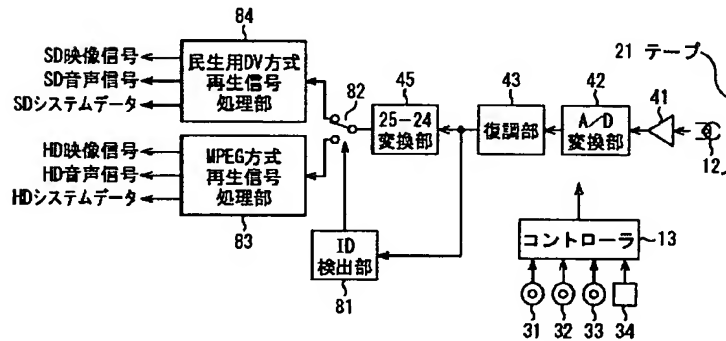 84
SD映像信号
SD音声信号
SDシステムデータ
民生用DV方式
再生信号
処理部
82
45
25-24
変換部
43
復調部
42
A/D
変換部
41
21 テープ
12
HD映像信号
HD音声信号
HDシステムデータ
MPEG方式
再生信号
処理部
83
ID
検出部
81
コントローラ
13
31
32
33
34